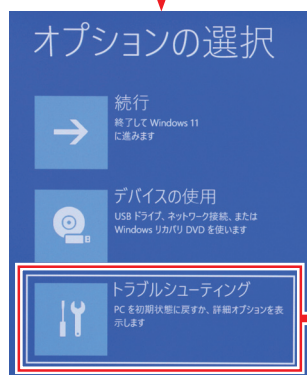 オプションの選択
続行
終了して Windows 11
に進みます
デバイスの使用
USB ドライブ、ネットワーク接続、または
Windows リカバリ DVD を使います
トラブルシューティング
PC を初期状態に戻すか、詳細オプションを表
示します